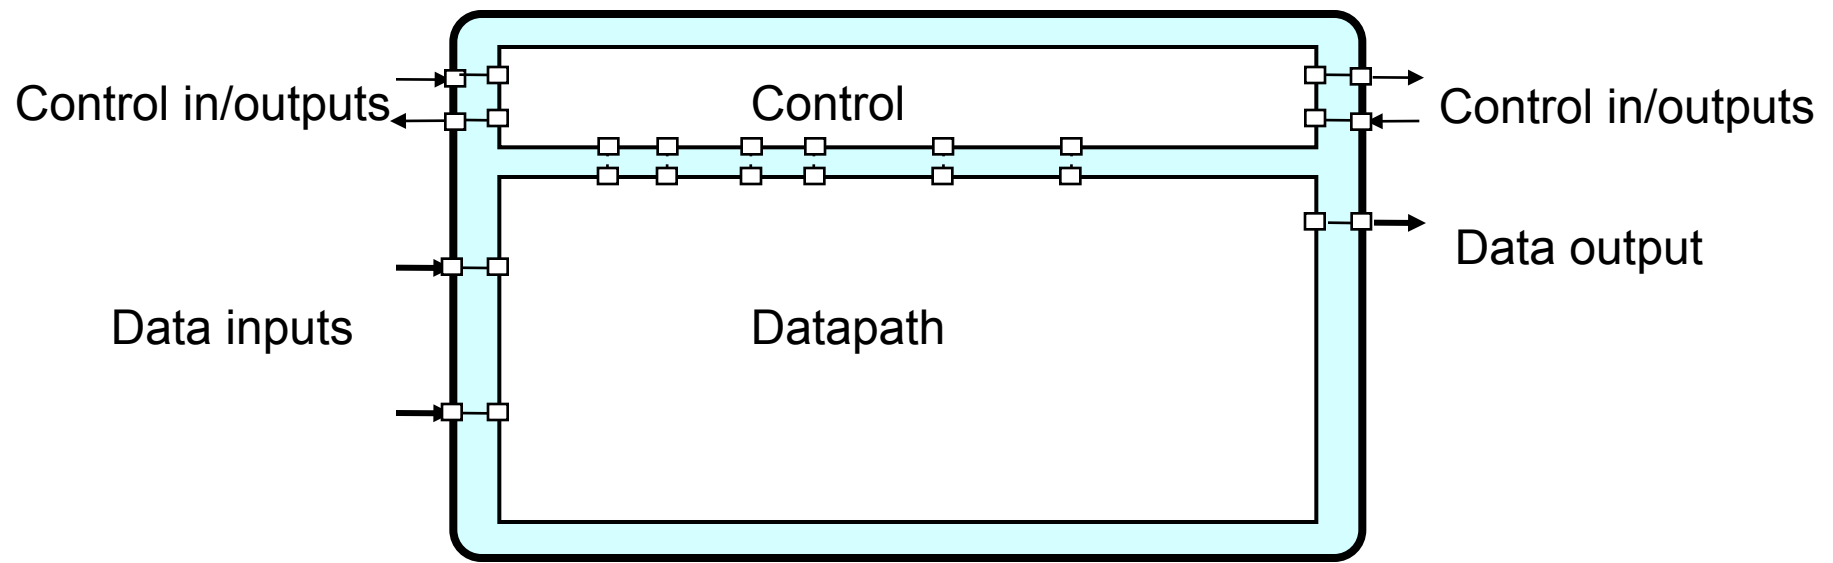 Control in/outputs
Control
Control in/outputs
Data output
Data inputs
Datapath